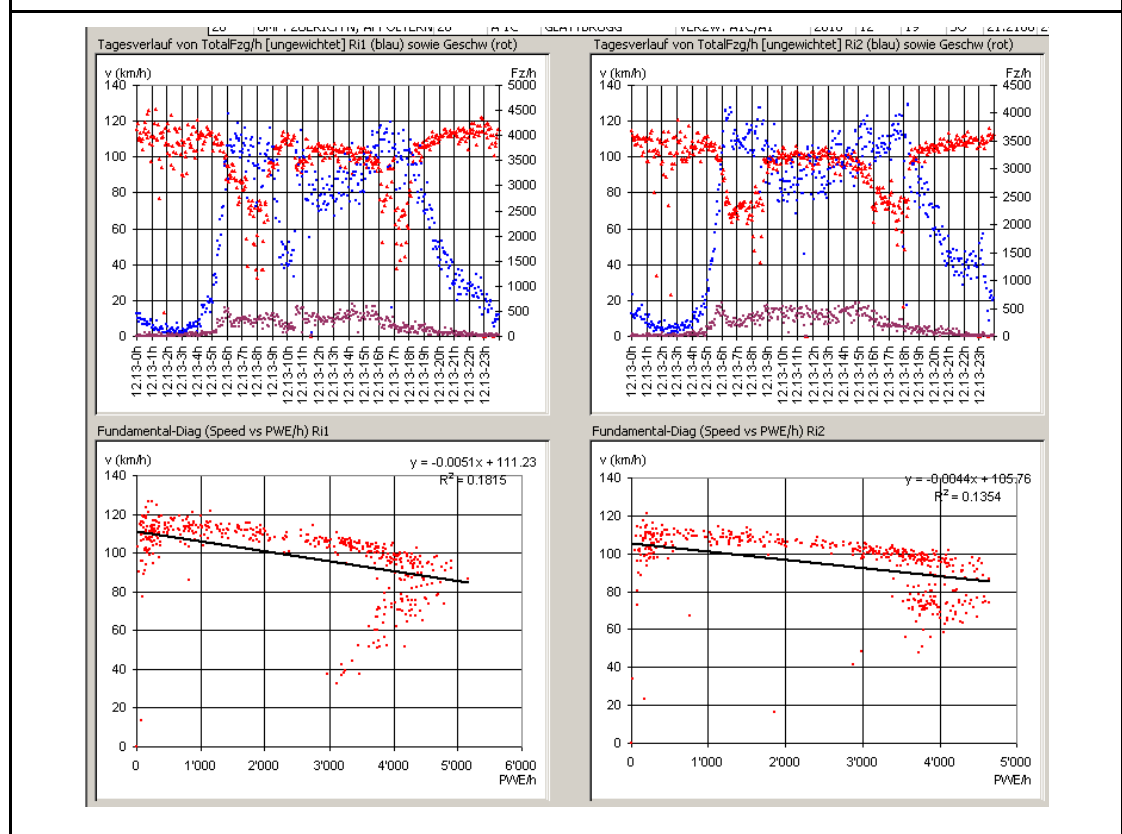 Tagesverlauf von TotalFzg/h [ungewichtet] Ri1 (blau) sowie Geschw (rot)
v (km/h)
Fz/h
140
120
100
80
60
40
20
0
5000
4500
4000
3500
3000
2500
2000
1500
1000
500
0
12.13-0h
12.13-1h
12.13-2h
12.13-3h
12.13-4h
12.13-5h
12.13-6h
12.13-7h
12.13-8h
12.13-9h
12.13-10h
12.13-11h
12.13-12h
12.13-13h
12.13-14h
12.13-15h
12.13-16h
12.13-17h
12.13-18h
12.13-19h
12.13-20h
12.13-21h
12.13-22h
12.13-23h
Tagesverlauf von TotalFzg/h [ungewichtet] Ri2 (blau) sowie Geschw (rot)
v (km/h)
Fz/h
140
120
100
80
60
40
20
0
4500
4000
3500
3000
2500
2000
1500
1000
500
0
12.13-0h
12.13-1h
12.13-2h
12.13-3h
12.13-4h
12.13-5h
12.13-6h
12.13-7h
12.13-8h
12.13-9h
12.13-10h
12.13-11h
12.13-12h
12.13-13h
12.13-14h
12.13-15h
12.13-16h
12.13-17h
12.13-18h
12.13-19h
12.13-20h
12.13-21h
12.13-22h
12.13-23h
Fundamental-Diag (Speed vs PWE/h) Ri1
v (km/h)
y = -0.0051x + 111.23
R² = 0.1815
140
120
100
80
60
40
20
0
0 1'000 2'000 3'000 4'000 5'000 6'000
PWE/h
Fundamental-Diag (Speed vs PWE/h) Ri2
v (km/h)
y = -0.0044x + 105.76
R² = 0.1354
140
120
100
80
60
40
20
0
0 1'000 2'000 3'000 4'000 5'000
PWE/h